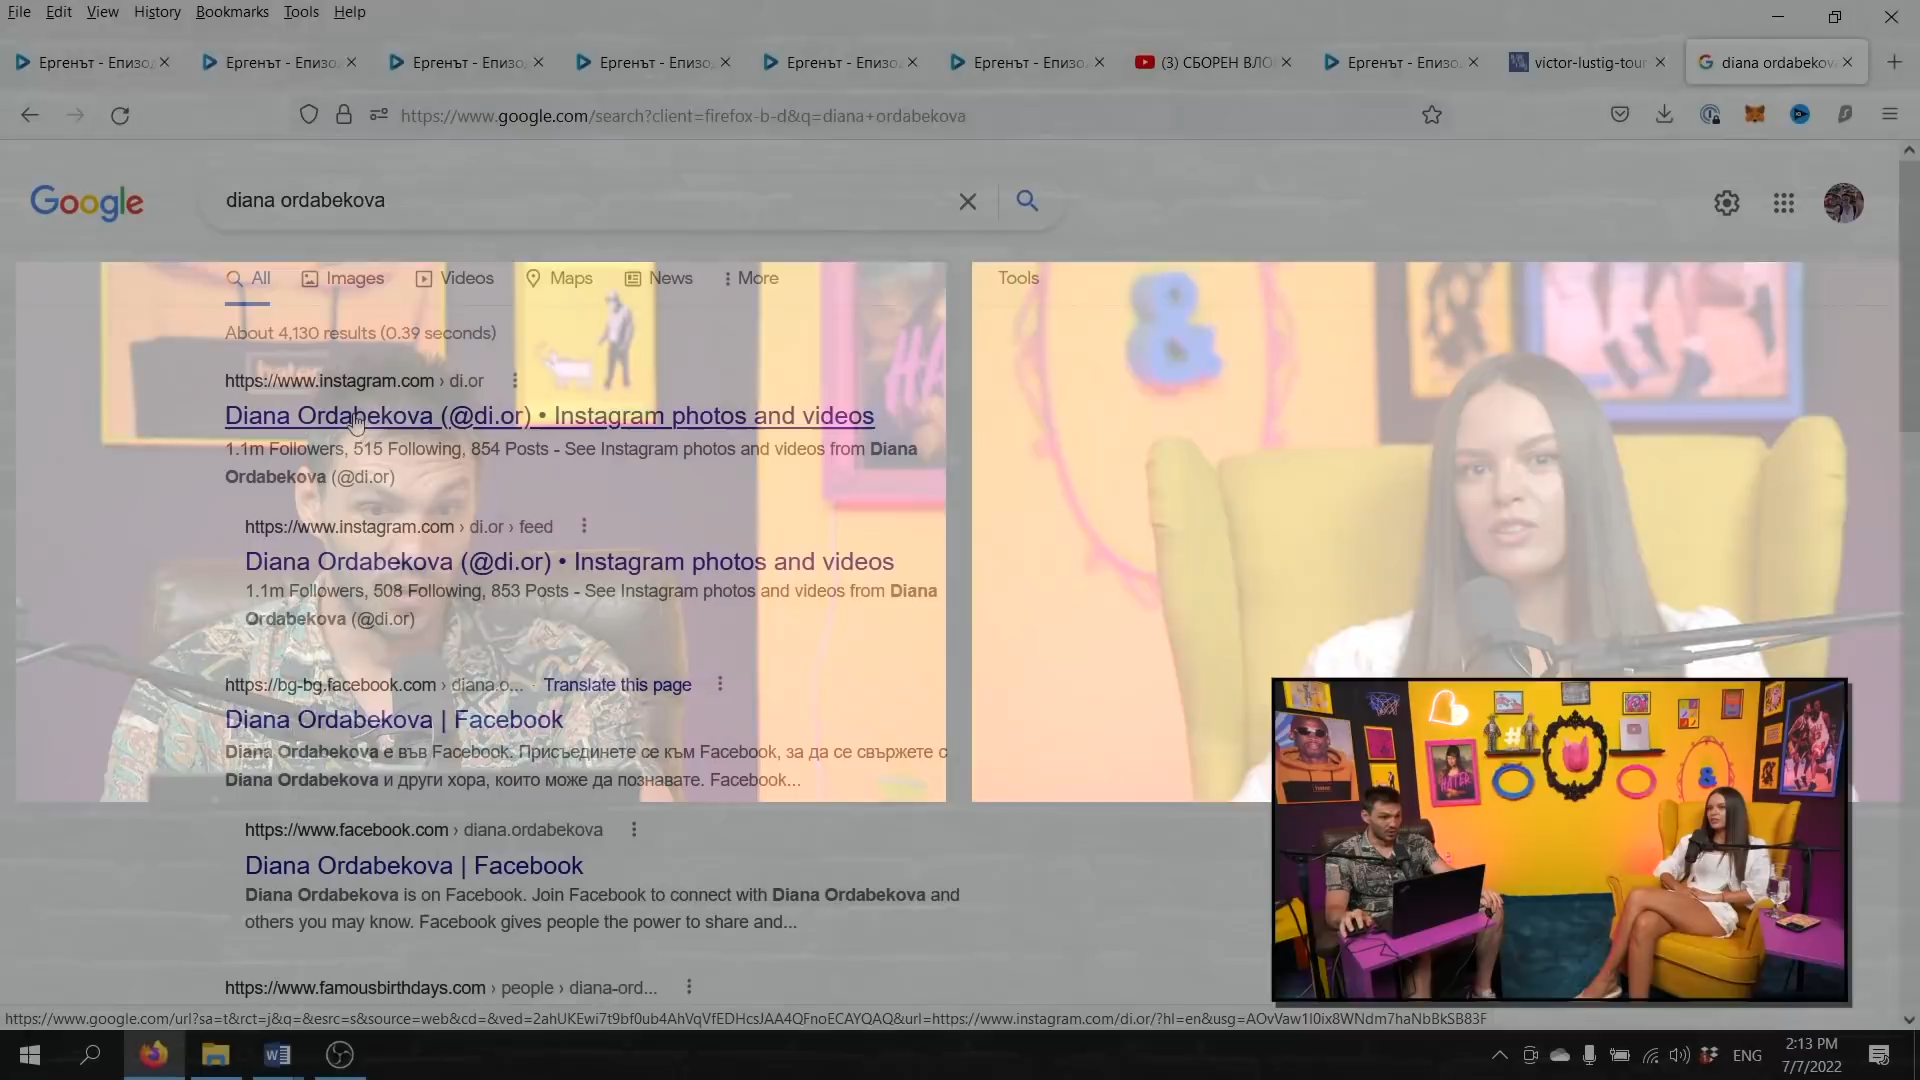 File Edit View History Bookmarks Tools Help
Ергенът - Епизо Ергенът - Епизо Ергенът - Епизо Ергенът - Епизо Ергенът - Епизо Ергенът - Епизо (3) СБОРЕН ВЛО Ергенът - Епизо victor-lustig-tour diana ordabekov
https://www.google.com/search?client=firefox-b-d&q=diana+ordabekova
Google diana ordabekova
All Images Videos Maps News More Tools
About 4,130 results (0.39 seconds)
https://www.instagram.com › di.or
Diana Ordabekova (@di.or) • Instagram photos and videos
1.1m Followers, 515 Following, 854 Posts - See Instagram photos and videos from Diana
Ordabekova (@di.or)
https://www.instagram.com › di.or › feed
Diana Ordabekova (@di.or) • Instagram photos and videos
1.1m Followers, 508 Following, 853 Posts - See Instagram photos and videos from Diana
Ordabekova (@di.or)
https://bg-bg.facebook.com › diana.o... · Translate this page
Diana Ordabekova | Facebook
Diana Ordabekova е във Facebook. Присъединете се към Facebook, за да се свържете с
Diana Ordabekova и други хора, които може да познавате. Facebook...
https://www.facebook.com › diana.ordabekova
Diana Ordabekova | Facebook
Diana Ordabekova is on Facebook. Join Facebook to connect with Diana Ordabekova and
others you may know. Facebook gives people the power to share and...
https://www.famousbirthdays.com › people › diana-ord...
HATER
&
#
https://www.google.com/url?sa=t&rct=j&q=&esrc=s&source=web&cd=&ved=2ahUKEwi7t9bf0ub4AhVqVfEDHcsJAA4QFnoECAYQAQ&url=https://www.instagram.com/di.or/?hl=en&usg=AOvVaw1I0ix8WNdm7haNbBkSB83F
ENG
2:13 PM
7/7/2022